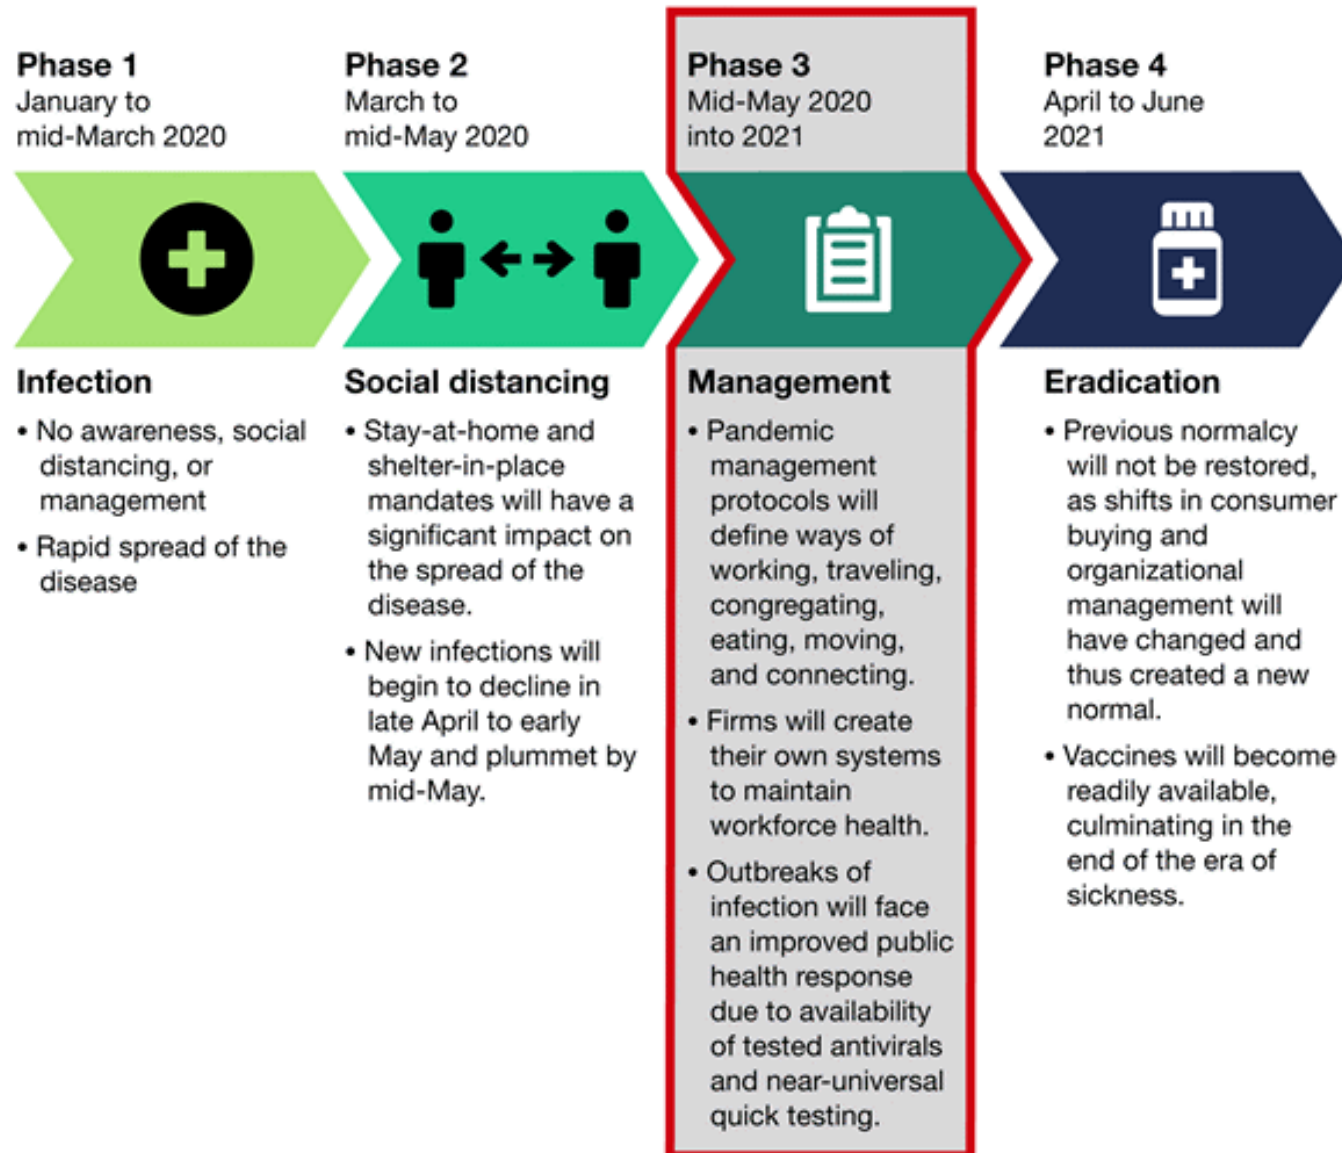 Phase 1
January to
mid-March 2020
Infection
• No awareness, social
distancing, or
management
• Rapid spread of the
disease
Phase 2
March to
mid-May 2020
Social distancing
• Stay-at-home and
shelter-in-place
mandates will have a
significant impact on
the spread of the
disease.
• New infections will
begin to decline in
late April to early
May and plummet by
mid-May.
Phase 3
Mid-May 2020
into 2021
Management
• Pandemic
management
protocols will
define ways of
working, traveling,
congregating,
eating, moving,
and connecting.
• Firms will create
their own systems
to maintain
workforce health.
• Outbreaks of
infection will face
an improved public
health response
due to availability
of tested antivirals
and near-universal
quick testing.
Phase 4
April to June
2021
Eradication
• Previous normalcy
will not be restored,
as shifts in consumer
buying and
organizational
management will
have changed and
thus created a new
normal.
• Vaccines will become
readily available,
culminating in the
end of the era of
sickness.